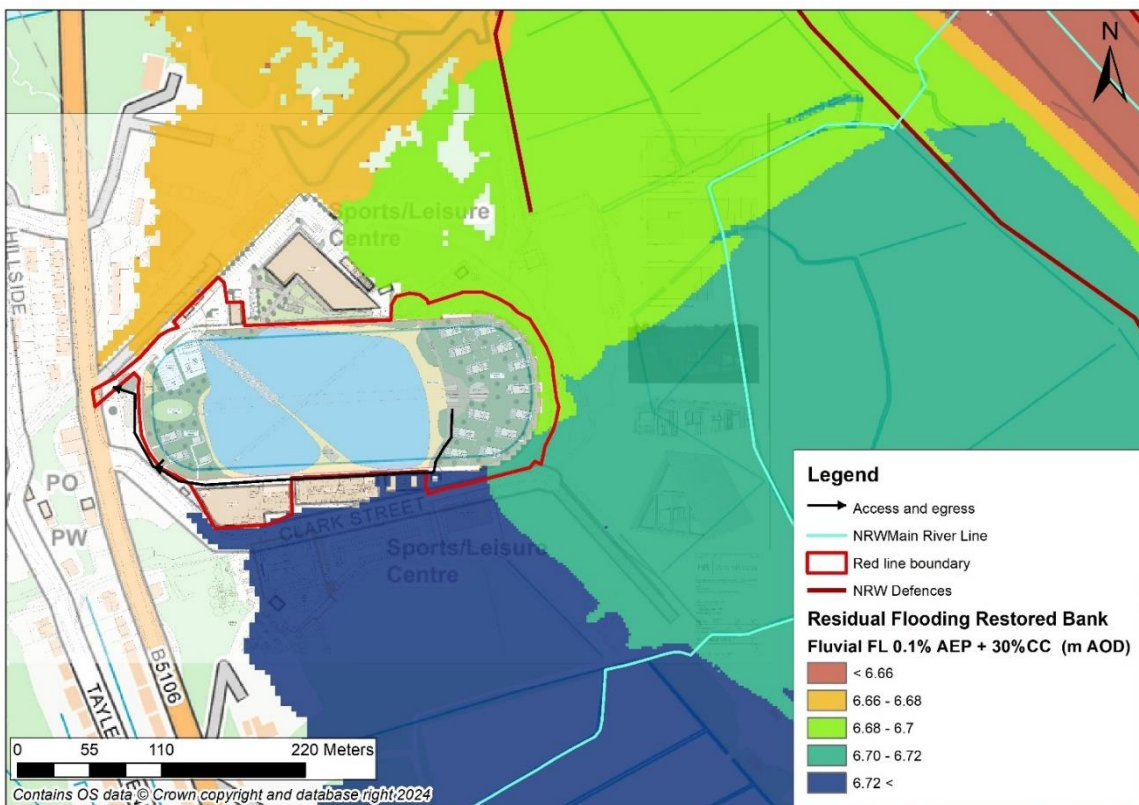 N
Sports/Leisure
Centre
HILLSIDE
PO
PW
CLARK STREET
Sports/Leisure
Centre
B5106
TAYLE
Legend
Access and egress
NRWMain River Line
Red line boundary
NRW Defences
Residual Flooding Restored Bank
Fluvial FL 0.1% AEP + 30%CC (m AOD)
< 6.66
6.66 - 6.68
6.68 - 6.7
6.70 - 6.72
6.72 <
0 55 110 220 Meters
Contains OS data © Crown copyright and database right 2024